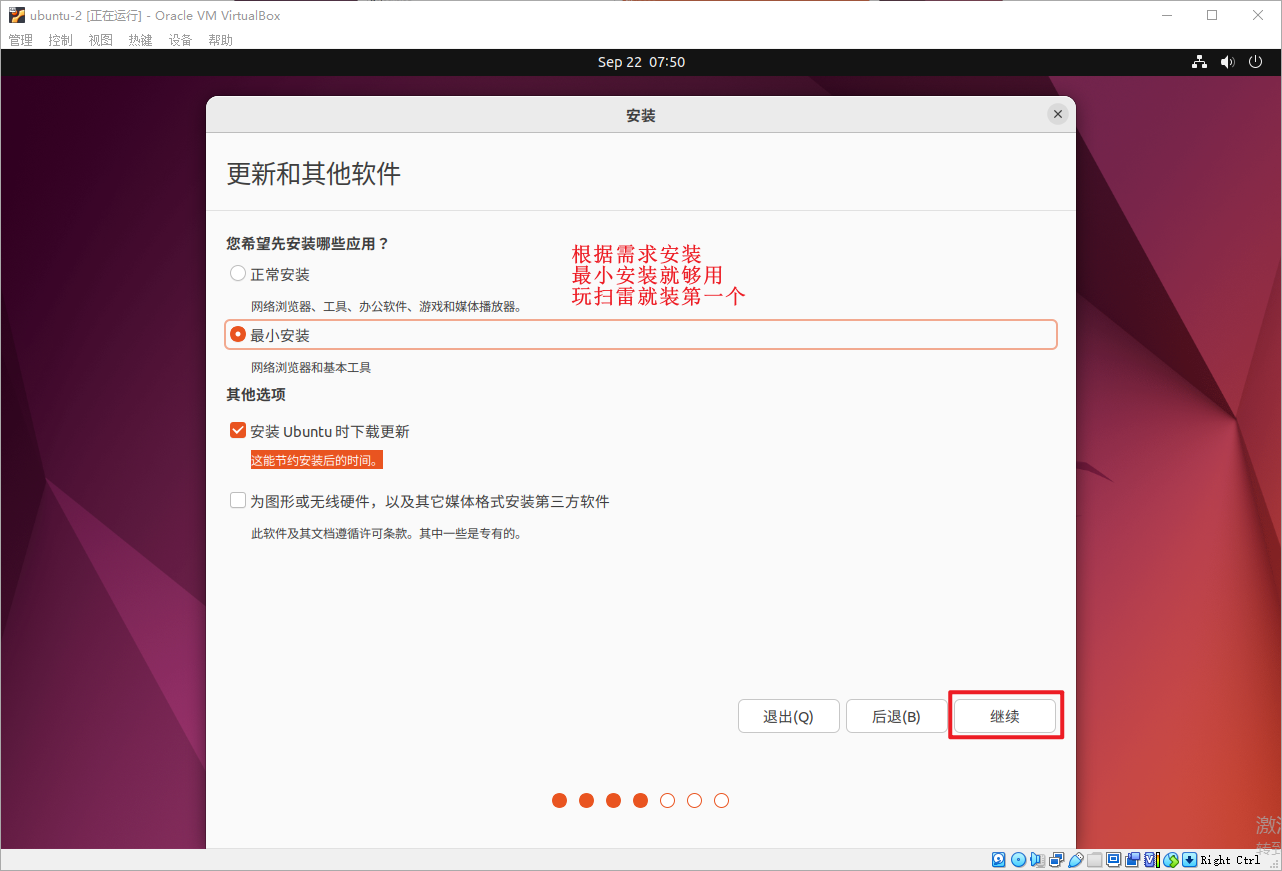 ubuntu-2 [正在运行] - Oracle VM VirtualBox
管理 控制 视图 热键 设备 帮助
Sep 22 07:50
安装
更新和其他软件
您希望先安装哪些应用？
正常安装
网络浏览器、工具、办公软件、游戏和媒体播放器。
根据需求安装
最小安装就够用
玩扫雷就装第一个
最小安装
网络浏览器和基本工具
其他选项
安装 Ubuntu 时下载更新
这能节约安装后的时间。
为图形或无线硬件，以及其它媒体格式安装第三方软件
此软件及其文档遵循许可条款。其中一些是专有的。
退出(Q) 后退(B) 继续
激
转到
Right Ctrl